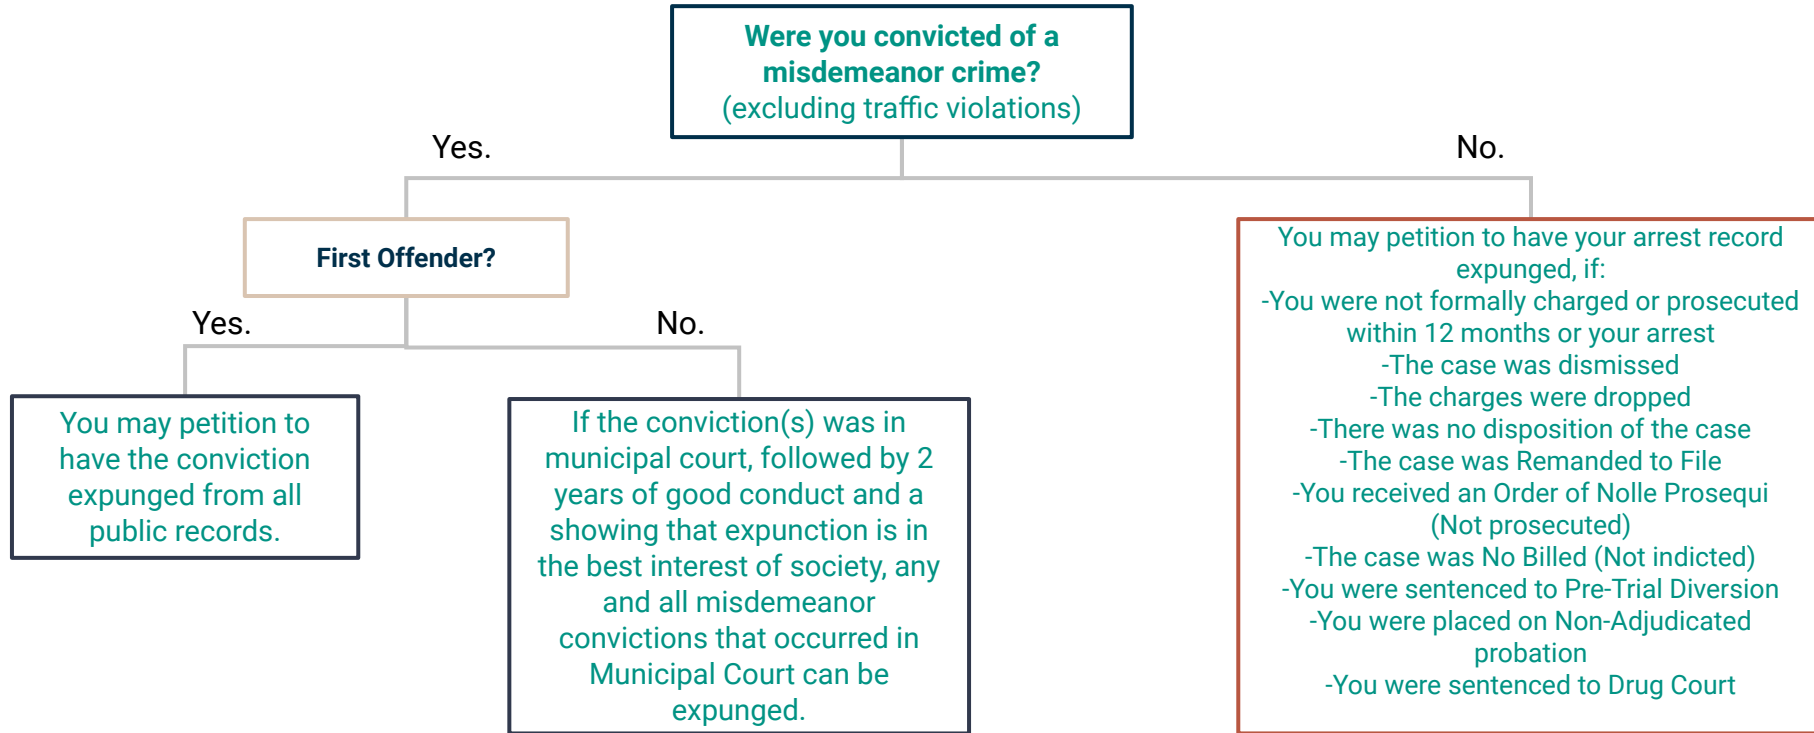 Were you convicted of a
misdemeanor crime?
(excluding traffic violations)
Yes.
No.
First Offender?
Yes.
No.
You may petition to
have the conviction
expunged from all
public records.
If the conviction(s) was in
municipal court, followed by 2
years of good conduct and a
showing that expunction is in
the best interest of society, any
and all misdemeanor
convictions that occurred in
Municipal Court can be
expunged.
You may petition to have your arrest record
expunged, if:
-You were not formally charged or prosecuted
within 12 months or your arrest
-The case was dismissed
-The charges were dropped
-There was no disposition of the case
-The case was Remanded to File
-You received an Order of Nolle Prosequi
(Not prosecuted)
-The case was No Billed (Not indicted)
-You were sentenced to Pre-Trial Diversion
-You were placed on Non-Adjudicated
probation
-You were sentenced to Drug Court